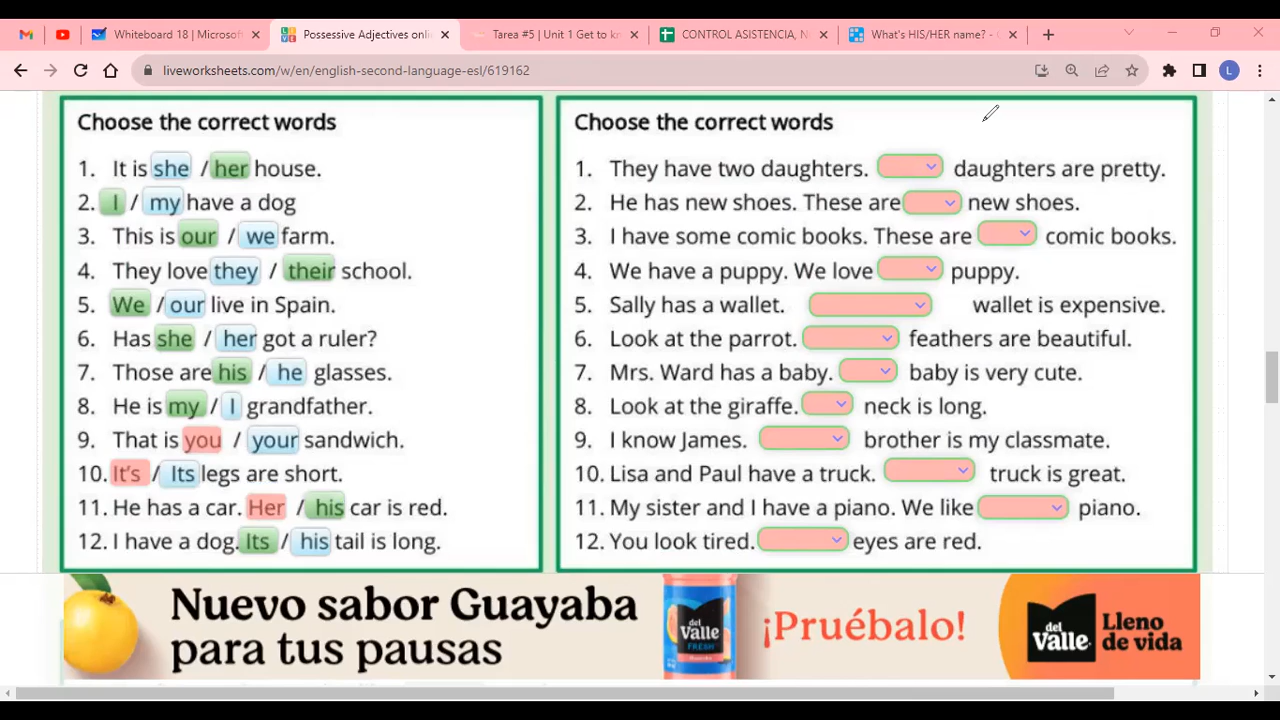 Whiteboard 18 | Microsof
Possessive Adjectives onli
Tarea #5 | Unit 1 Get to kn
CONTROL ASISTENCIA, N
What's HIS/HER name? - G
liveworksheets.com/w/en/english-second-language-esl/619162
L
Choose the correct words
1. It is she / her house.
2. I / my have a dog
3. This is our / we farm.
4. They love they / their school.
5. We / our live in Spain.
6. Has she / her got a ruler?
7. Those are his / he glasses.
8. He is my / I grandfather.
9. That is you / your sandwich.
10. It's / Its legs are short.
11. He has a car. Her / his car is red.
12. I have a dog. Its / his tail is long.
Choose the correct words
1. They have two daughters. daughters are pretty.
2. He has new shoes. These are new shoes.
3. I have some comic books. These are comic books.
4. We have a puppy. We love puppy.
5. Sally has a wallet. wallet is expensive.
6. Look at the parrot. feathers are beautiful.
7. Mrs. Ward has a baby. baby is very cute.
8. Look at the giraffe. neck is long.
9. I know James. brother is my classmate.
10. Lisa and Paul have a truck. truck is great.
11. My sister and I have a piano. We like piano.
12. You look tired. eyes are red.
Nuevo sabor Guayaba
para tus pausas
del
Valle
FRESH
¡Pruébalo!
del
Valle
Lleno
de vida